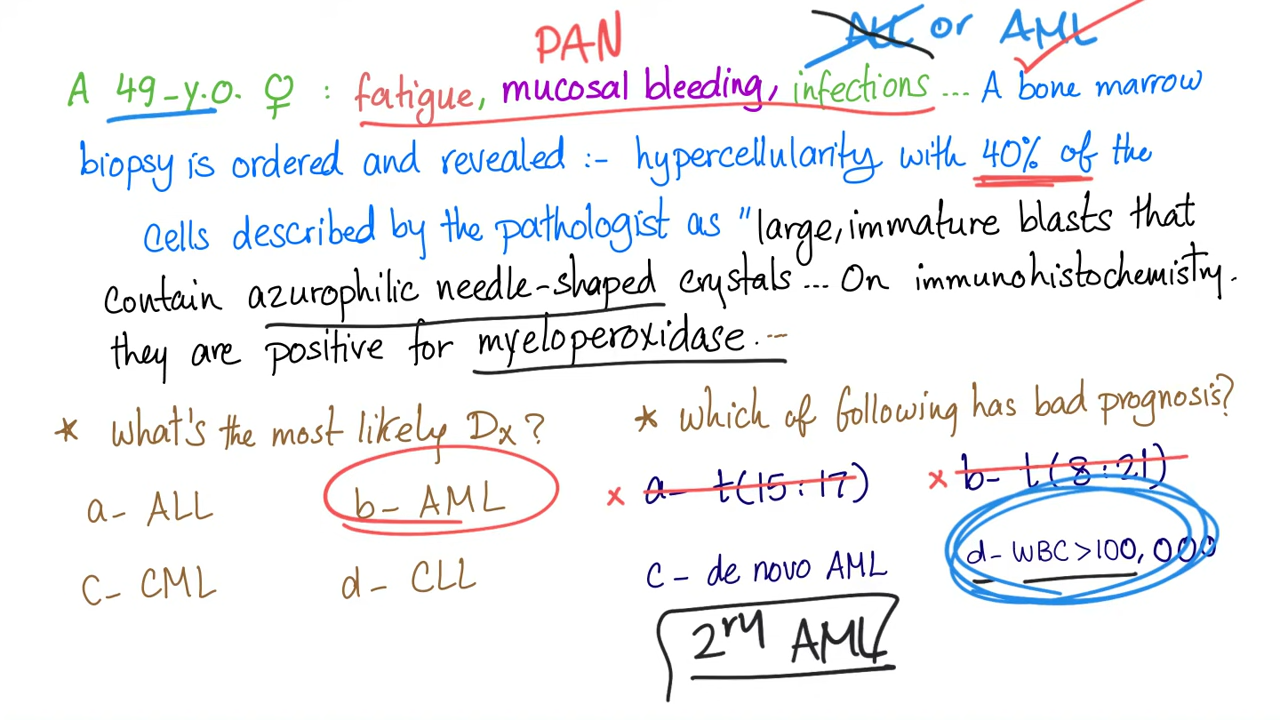 PAN
ALL or AML
A 49-y.o. ♀ : fatigue, mucosal bleeding, infections ... A bone marrow
biopsy is ordered and revealed :- hypercellularity with 40% of the
cells described by the pathologist as "large, immature blasts that
contain azurophilic needle-shaped crystals ... On immunohistochemistry.
they are positive for myeloperoxidase. --
* What's the most likely Dx?
a- ALL b- AML
C- CML d- CLL
* Which of following has bad prognosis?
x a- t(15:17) x b- t(8:21)
c- de novo AML d- WBC>100,000
2ry AML